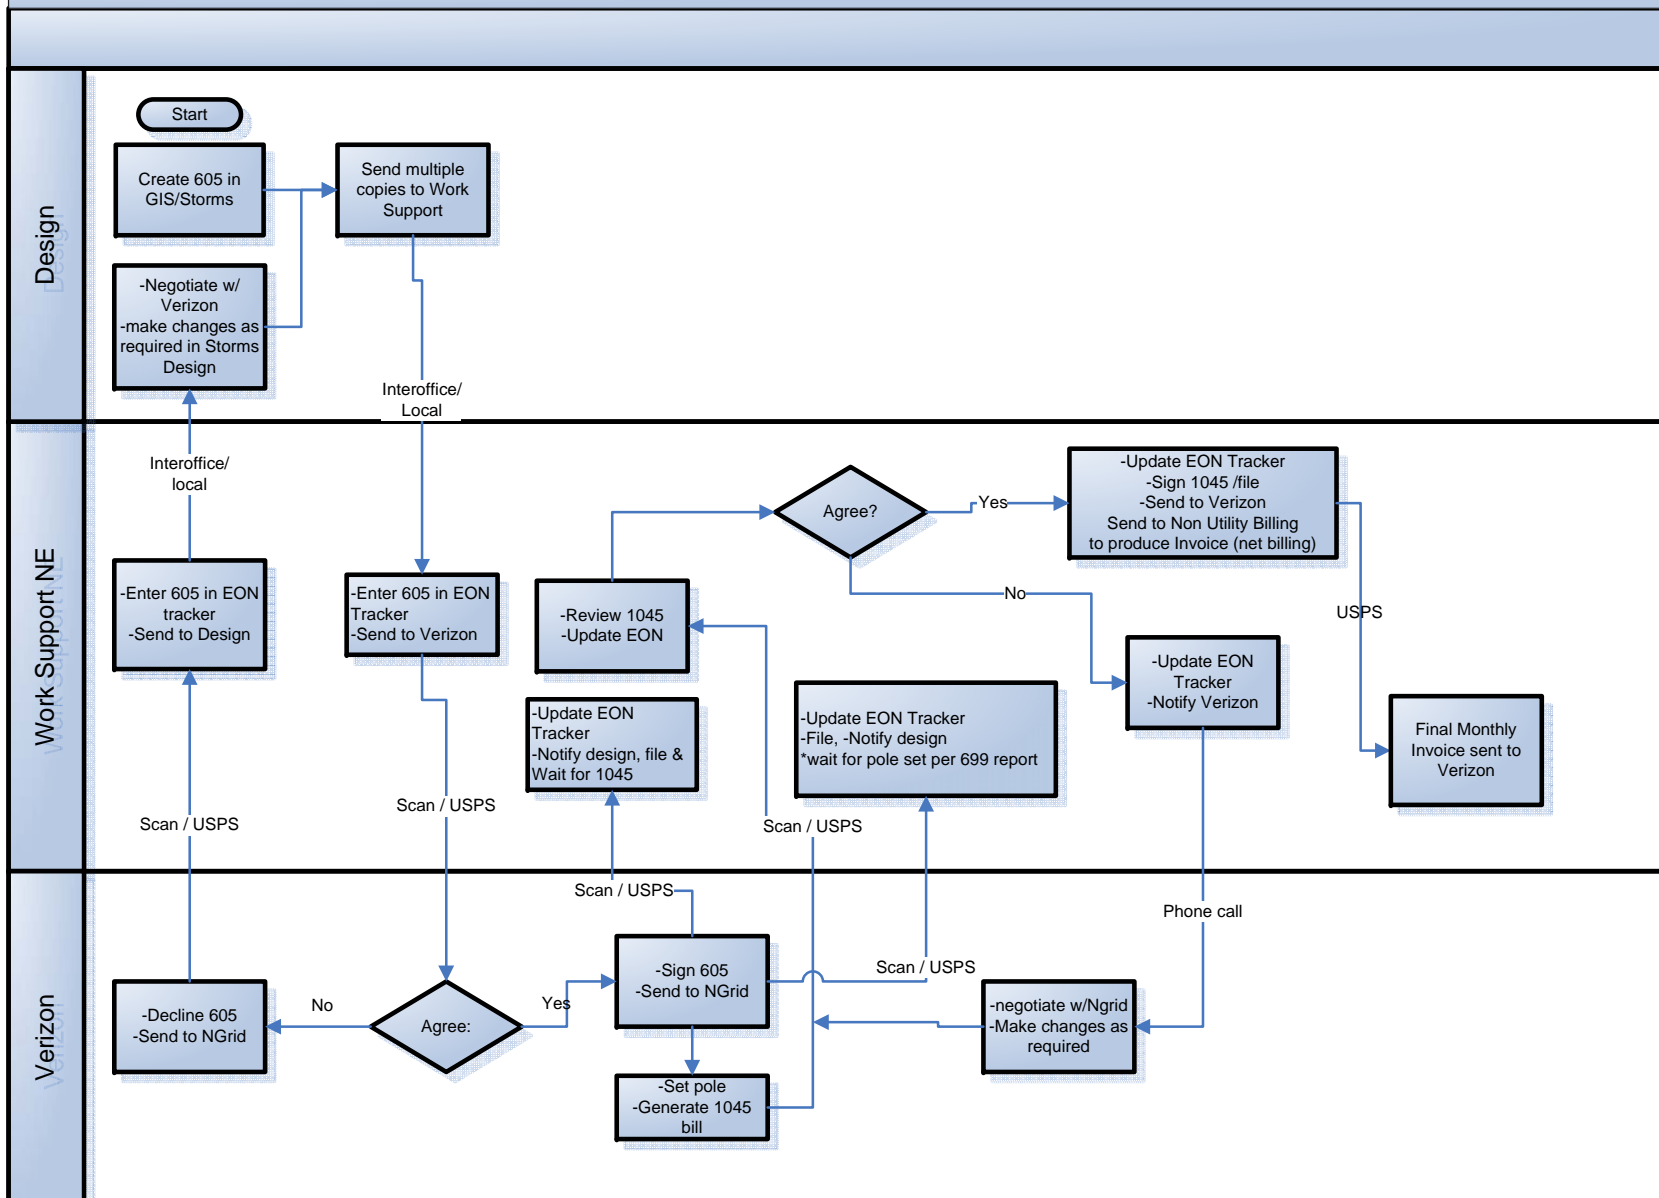 Design
Start
Create 605 in
GIS/Storms
Send multiple
copies to Work
Support
-Negotiate w/
Verizon
-make changes as
required in Storms
Design
Interoffice/
Local
Work Support NE
Interoffice/
local
-Enter 605 in EON
tracker
-Send to Design
-Enter 605 in EON
Tracker
-Send to Verizon
-Review 1045
-Update EON
Agree?
Yes
No
-Update EON Tracker
-Sign 1045 /file
-Send to Verizon
Send to Non Utility Billing
to produce Invoice (net billing)
USPS
-Update EON
Tracker
-Notify Verizon
Final Monthly
Invoice sent to
Verizon
-Update EON
Tracker
-Notify design, file &
Wait for 1045
-Update EON Tracker
-File, -Notify design
*wait for pole set per 699 report
Scan / USPS
Scan / USPS
Scan / USPS
Verizon
Scan / USPS
Scan / USPS
Phone call
-Decline 605
-Send to NGrid
No
Agree:
Yes
-Sign 605
-Send to NGrid
-Set pole
-Generate 1045
bill
-negotiate w/Ngrid
-Make changes as
required